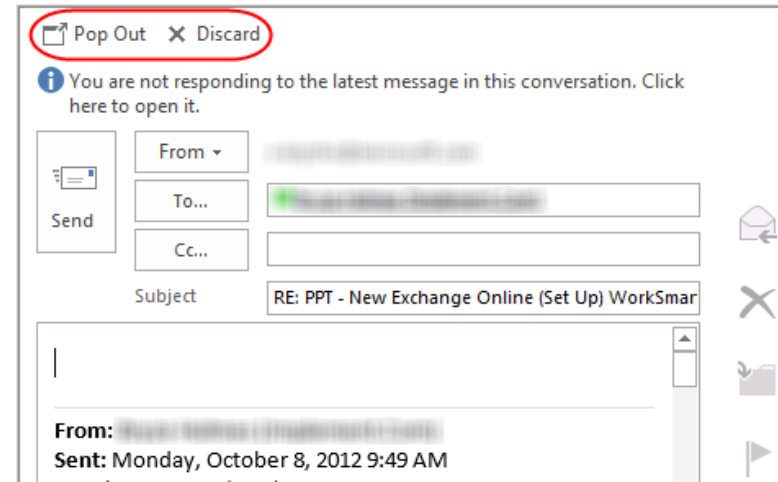 Pop Out Discard
You are not responding to the latest message in this conversation. Click
here to open it.
From
To...
Send
Cc...
Subject RE: PPT - New Exchange Online (Set Up) WorkSmar
From:
Sent: Monday, October 8, 2012 9:49 AM